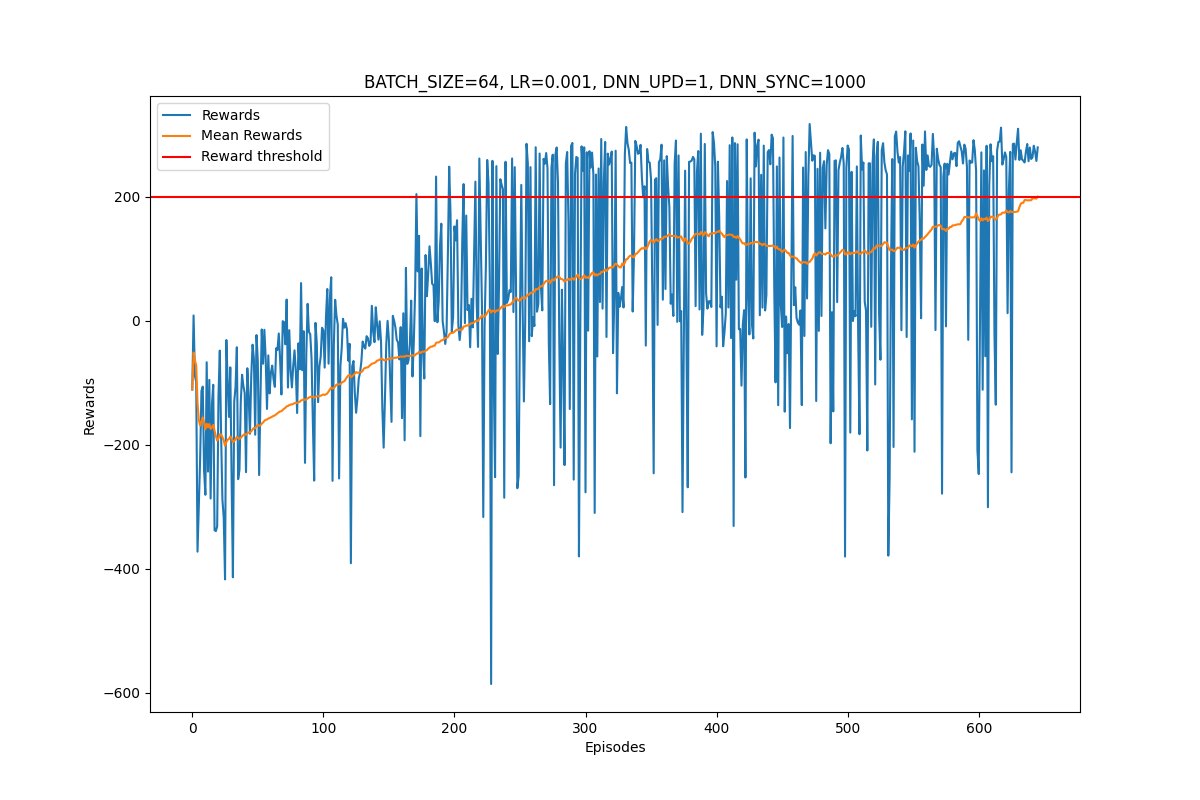 BATCH_SIZE=64, LR=0.001, DNN_UPD=1, DNN_SYNC=1000
Rewards
Mean Rewards
Reward threshold
200
0
−200
−400
−600
Rewards
0 100 200 300 400 500 600
Episodes